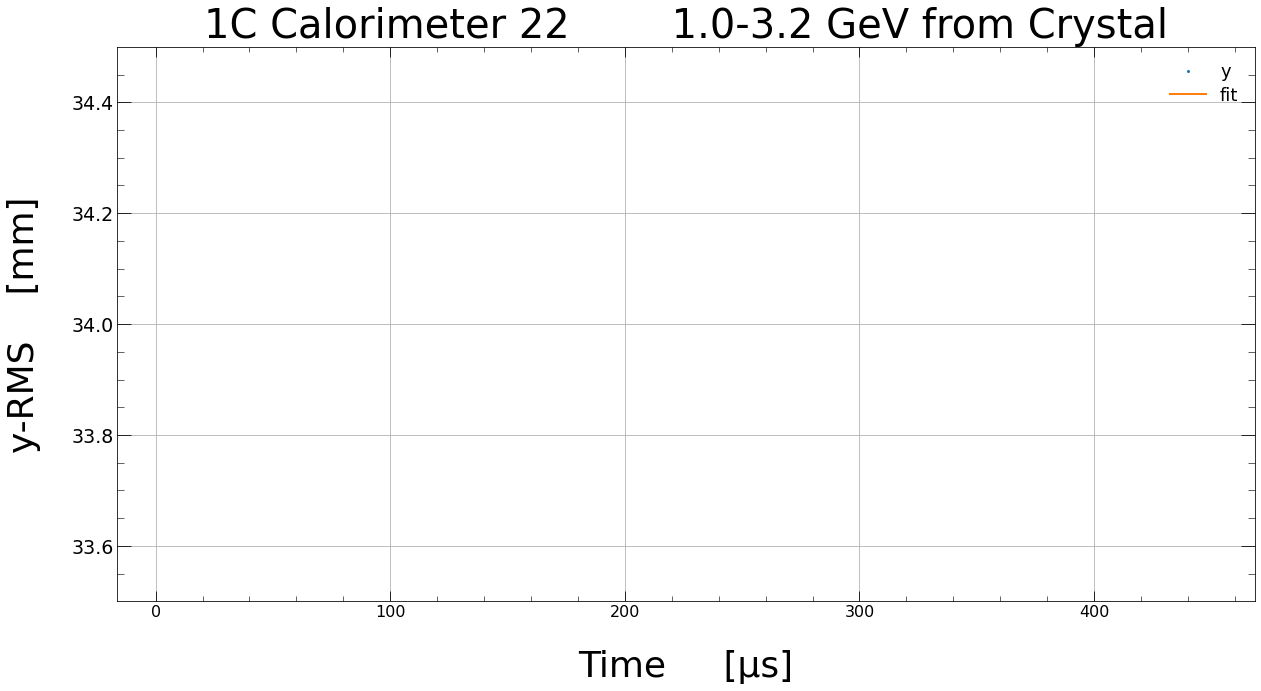 1C Calorimeter 22 1.0-3.2 GeV from Crystal
y
fit
34.4
34.2
34.0
33.8
33.6
y-RMS [mm]
0 100 200 300 400
Time [µs]